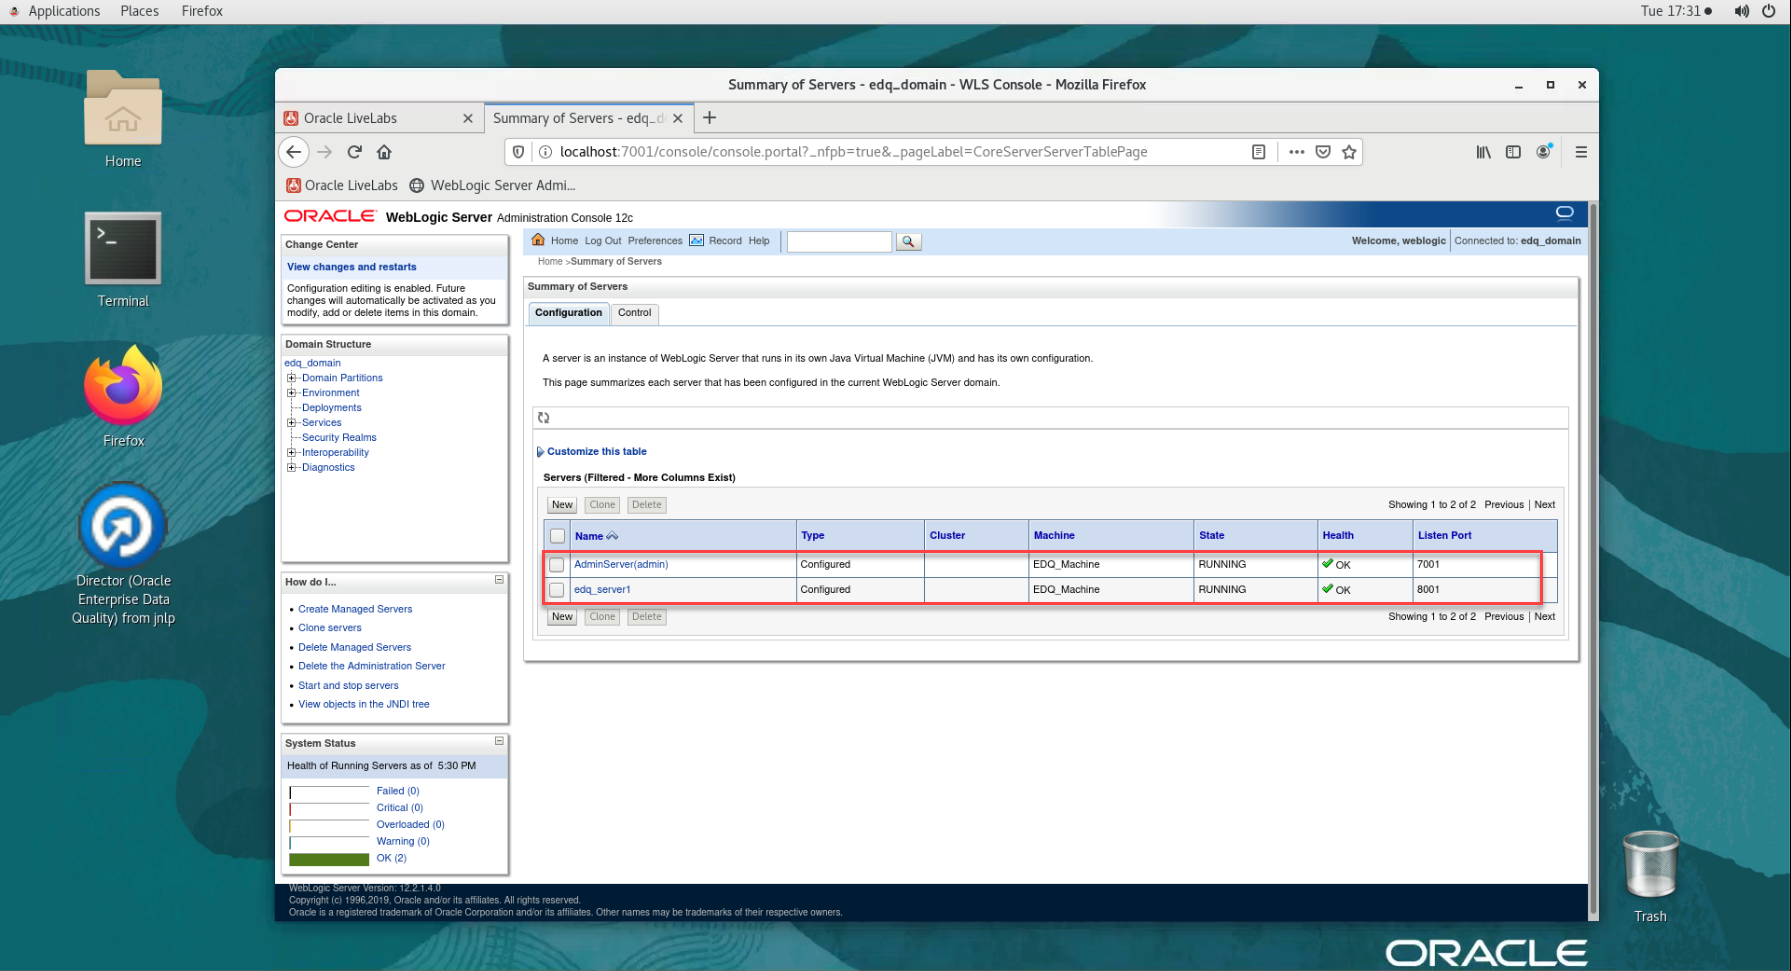 Applications Places Firefox
Tue 17:31
Home
Terminal
Firefox
Director (Oracle
Enterprise Data
Quality) from jnlp
Trash
ORACLE
Summary of Servers - edq_domain - WLS Console - Mozilla Firefox
Oracle LiveLabs
Summary of Servers - edq_d
localhost:7001/console/console.portal?_nfpb=true&_pageLabel=CoreServerServerTablePage
Oracle LiveLabs WebLogic Server Admi...
ORACLE WebLogic Server Administration Console 12c
Change Center
View changes and restarts
Configuration editing is enabled. Future
changes will automatically be activated as you
modify, add or delete items in this domain.
Domain Structure
edq_domain
Domain Partitions
Environment
Deployments
Services
Security Realms
Interoperability
Diagnostics
How do I...
Create Managed Servers
Clone servers
Delete Managed Servers
Delete the Administration Server
Start and stop servers
View objects in the JNDI tree
System Status
Health of Running Servers as of 5:30 PM
Failed (0)
Critical (0)
Overloaded (0)
Warning (0)
OK (2)
Home Log Out Preferences Record Help
Welcome, weblogic Connected to: edq_domain
Home >Summary of Servers
Summary of Servers
Configuration Control
A server is an instance of WebLogic Server that runs in its own Java Virtual Machine (JVM) and has its own configuration.
This page summarizes each server that has been configured in the current WebLogic Server domain.
Customize this table
Servers (Filtered - More Columns Exist)
New Clone Delete Showing 1 to 2 of 2 Previous | Next
Name Type Cluster Machine State Health Listen Port
AdminServer(admin) Configured EDQ_Machine RUNNING OK 7001
edq_server1 Configured EDQ_Machine RUNNING OK 8001
New Clone Delete Showing 1 to 2 of 2 Previous | Next
WebLogic Server Version: 12.2.1.4.0
Copyright (c) 1996,2019, Oracle and/or its affiliates. All rights reserved.
Oracle is a registered trademark of Oracle Corporation and/or its affiliates. Other names may be trademarks of their respective owners.